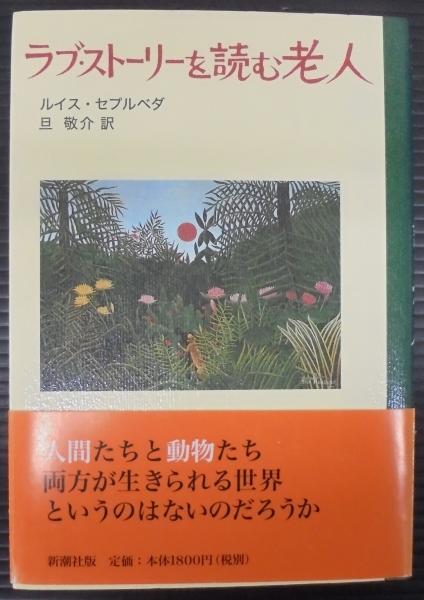 ラブ・ストーリーを読む老人
ルイス・セプルベダ
旦 敬介 訳
人間たちと動物たち
両方が生きられる世界
というのはないのだろうか
新潮社版 定価:本体1800円(税別)